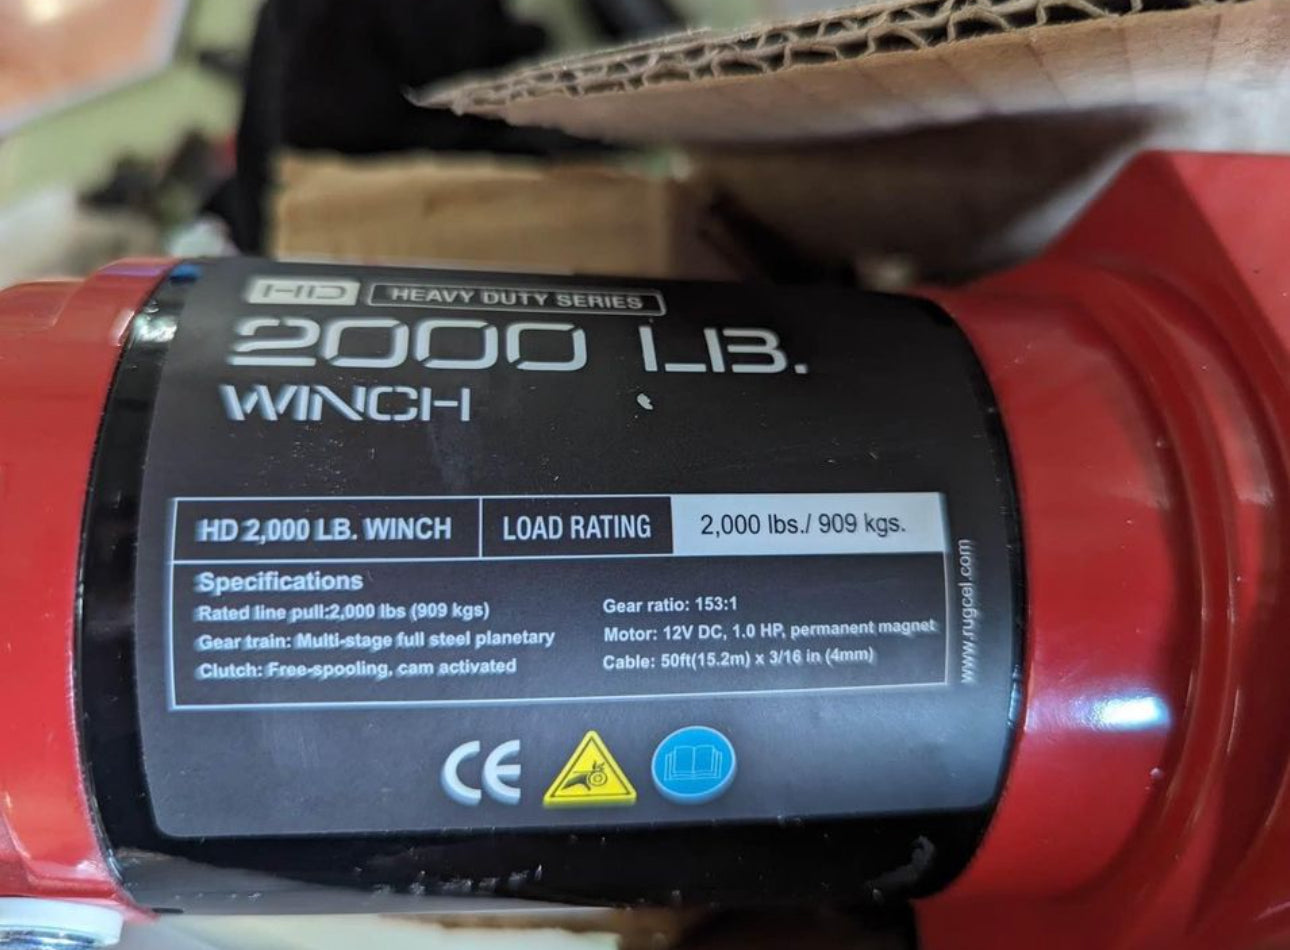 HD HEAVY DUTY SERIES
2000 LB.
WINCH
HD 2,000 LB. WINCH LOAD RATING 2,000 lbs./ 909 kgs.
Specifications
Rated line pull:2,000 lbs (909 kgs)
Gear train: Multi-stage full steel planetary
Clutch: Free-spooling, cam activated
Gear ratio: 153:1
Motor: 12V DC, 1.0 HP, permanent magnet
Cable: 50ft(15.2m) x 3/16 in (4mm)
www.rugcel.com
CE